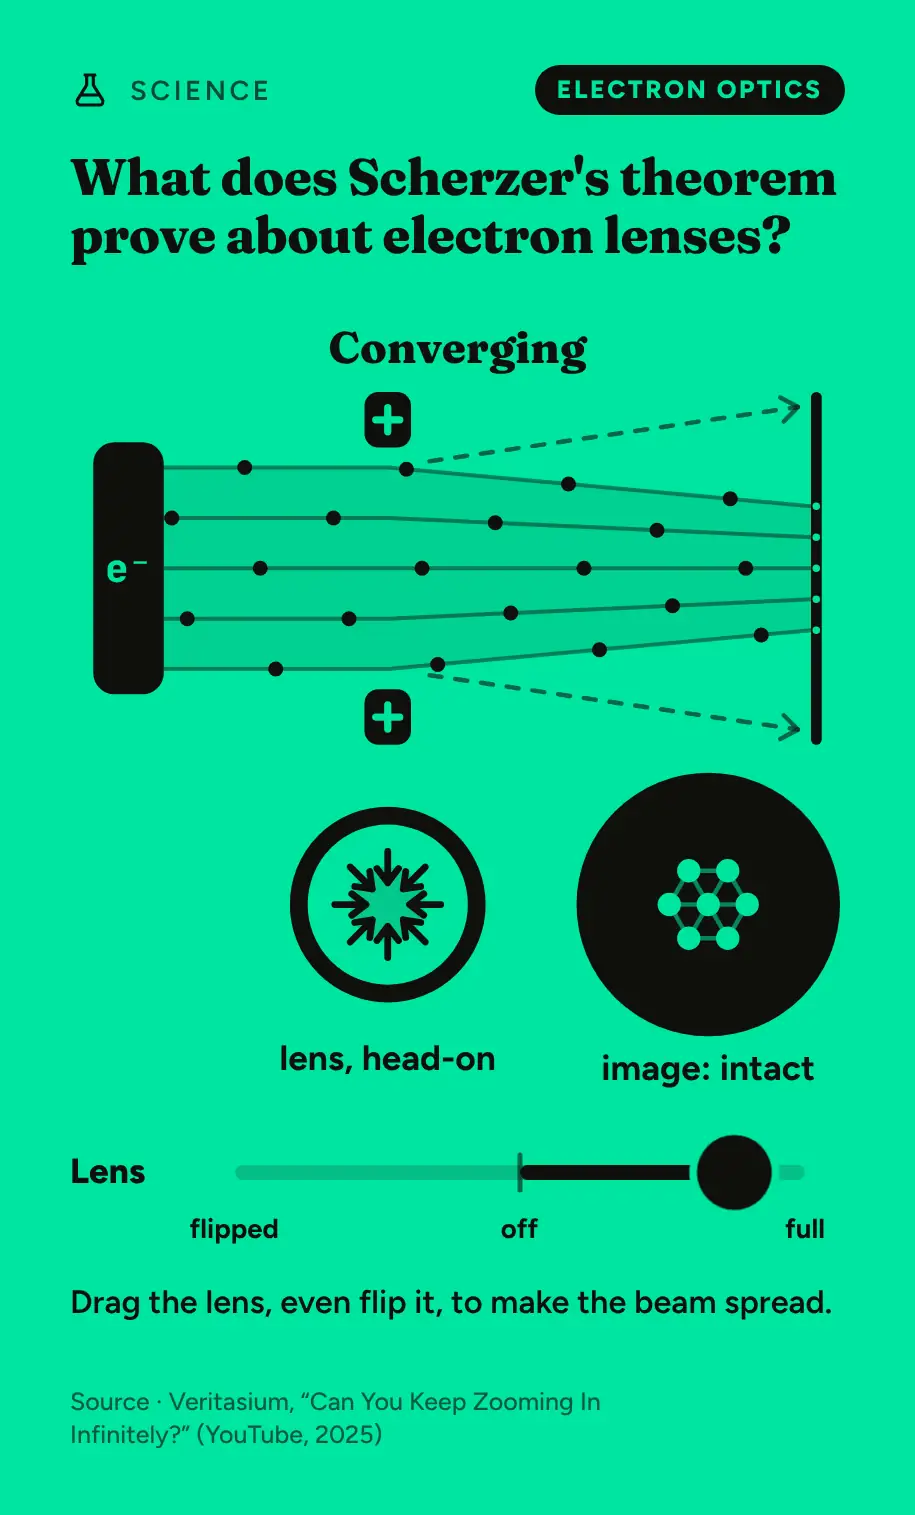 SCIENCE
ELECTRON OPTICS
What does Scherzer's theorem
prove about electron lenses?
Converging
+
e⁻
+
lens, head-on
image: intact
Lens
flipped
off
full
Drag the lens, even flip it, to make the beam spread.
Source · Veritasium, “Can You Keep Zooming In
Infinitely?” (YouTube, 2025)